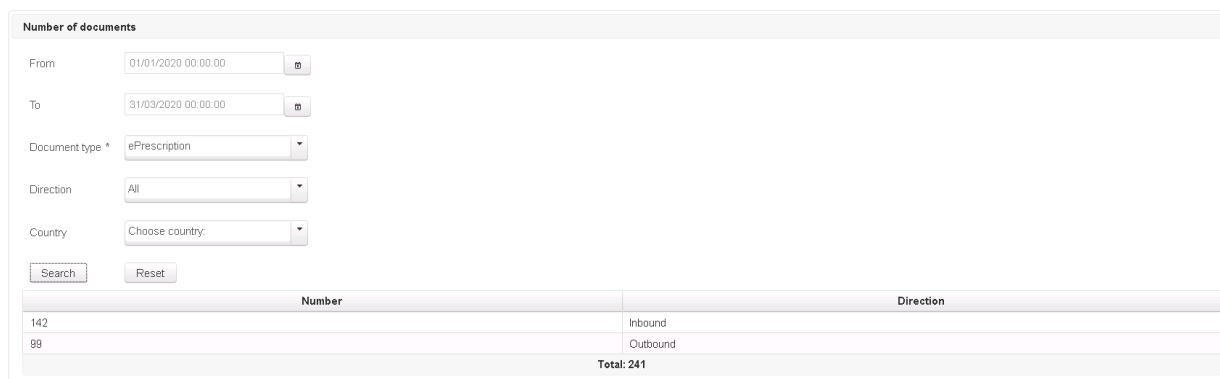 Number of documents
From 01/01/2020 00:00:00
To 31/03/2020 00:00:00
Document type * ePrescription
Direction All
Country Choose country:
Search Reset
Number Direction
142 Inbound
99 Outbound
Total: 241